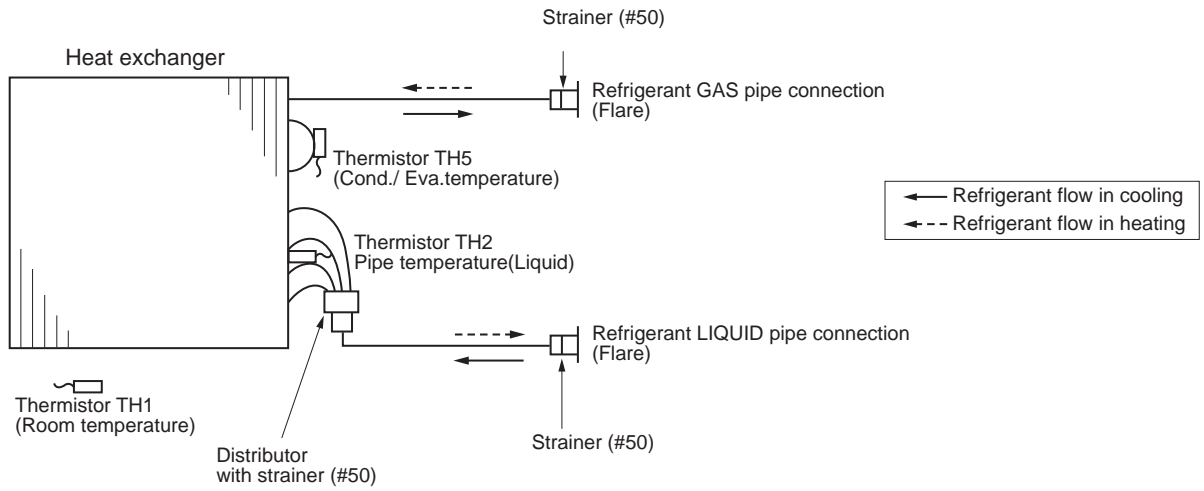 Strainer (#50)
Heat exchanger
Refrigerant GAS pipe connection
(Flare)
Thermistor TH5
(Cond./ Eva.temperature)
Refrigerant flow in cooling
Refrigerant flow in heating
Thermistor TH2
Pipe temperature(Liquid)
Refrigerant LIQUID pipe connection
(Flare)
Thermistor TH1
(Room temperature)
Strainer (#50)
Distributor
with strainer (#50)